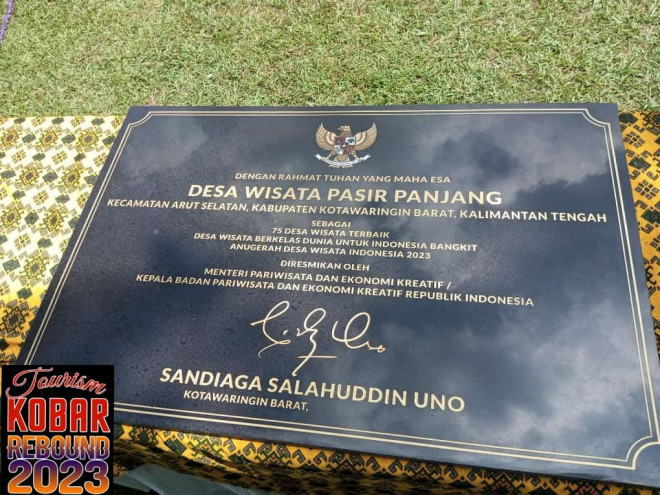 DENGAN RAHMAT TUHAN YANG MAHA ESA
DESA WISATA PASIR PANJANG
KECAMATAN ARUT SELATAN, KABUPATEN KOTAWARINGIN BARAT, KALIMANTAN TENGAH
SEBAGAI
75 DESA WISATA TERBAIK
DESA WISATA BERKELAS DUNIA UNTUK INDONESIA BANGKIT
ANUGERAH DESA WISATA INDONESIA 2023
DIRESMIKAN OLEH
MENTERI PARIWISATA DAN EKONOMI KREATIF /
KEPALA BADAN PARIWISATA DAN EKONOMI KREATIF REPUBLIK INDONESIA
SANDIAGA SALAHUDDIN UNO
KOTAWARINGIN BARAT,
Tourism
KOBAR
REBOUND
2023